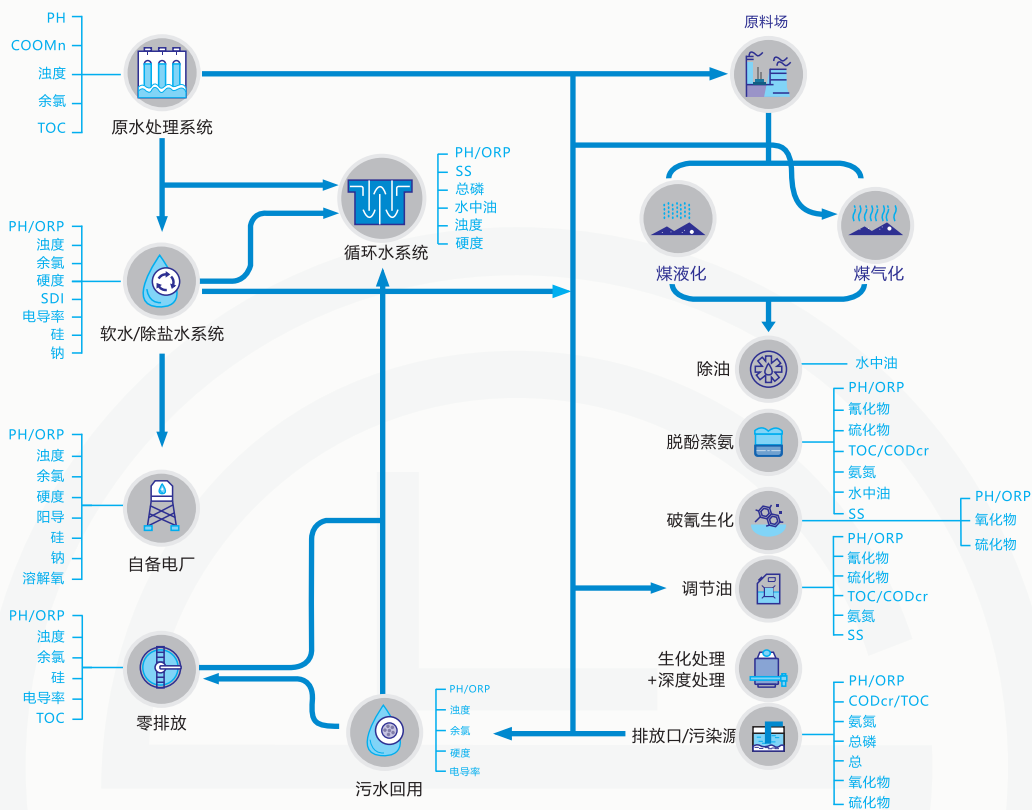 PH
COOMn
浊度
余氯
TOC
原水处理系统
原料场
PH/ORP
SS
总磷
水中油
浊度
硬度
循环水系统
PH/ORP
浊度
余氯
硬度
SDI
电导率
硅
钠
软水/除盐水系统
煤液化
煤气化
除油
水中油
脱酚蒸氨
PH/ORP
氰化物
硫化物
TOC/CODcr
氨氮
水中油
SS
PH/ORP
浊度
余氯
硬度
阳导
硅
钠
溶解氧
自备电厂
破氰生化
PH/ORP
氧化物
硫化物
调节油
PH/ORP
氰化物
硫化物
TOC/CODcr
氨氮
SS
PH/ORP
浊度
余氯
硅
电导率
TOC
零排放
生化处理
+深度处理
PH/ORP
浊度
余氯
硬度
电导率
污水回用
排放口/污染源
PH/ORP
CODcr/TOC
氨氮
总磷
总
氧化物
硫化物